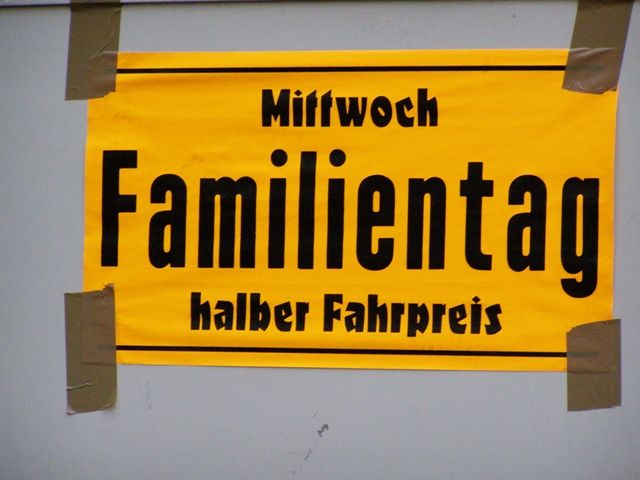 Mittwoch
Familientag
halber Fahrpreis